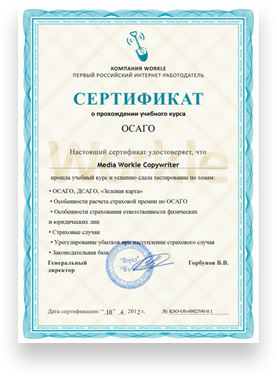 КОМПАНИЯ WORKLE
ПЕРВЫЙ РОССИЙСКИЙ ИНТЕРНЕТ-РАБОТОДАТЕЛЬ
СЕРТИФИКАТ
о прохождении учебного курса
ОСАГО
Настоящий сертификат удостоверяет, что
Media Workle Copywriter
прошла учебный курс и успешно сдала тестирование по темам:
• ОСАГО, ДСАГО, «Зеленая карта»
• Особенности расчета страховой премии по ОСАГО
• Особенности страхования ответственности физических
и юридических лиц
• Страховые случаи
• Урегулирование убытков при наступлении страхового случая
• Законодательная база
Генеральный Горбунов В.В.
директор
Дата сертификации: "10" 4 2012 г. № KSO-OS-0002590-0.1